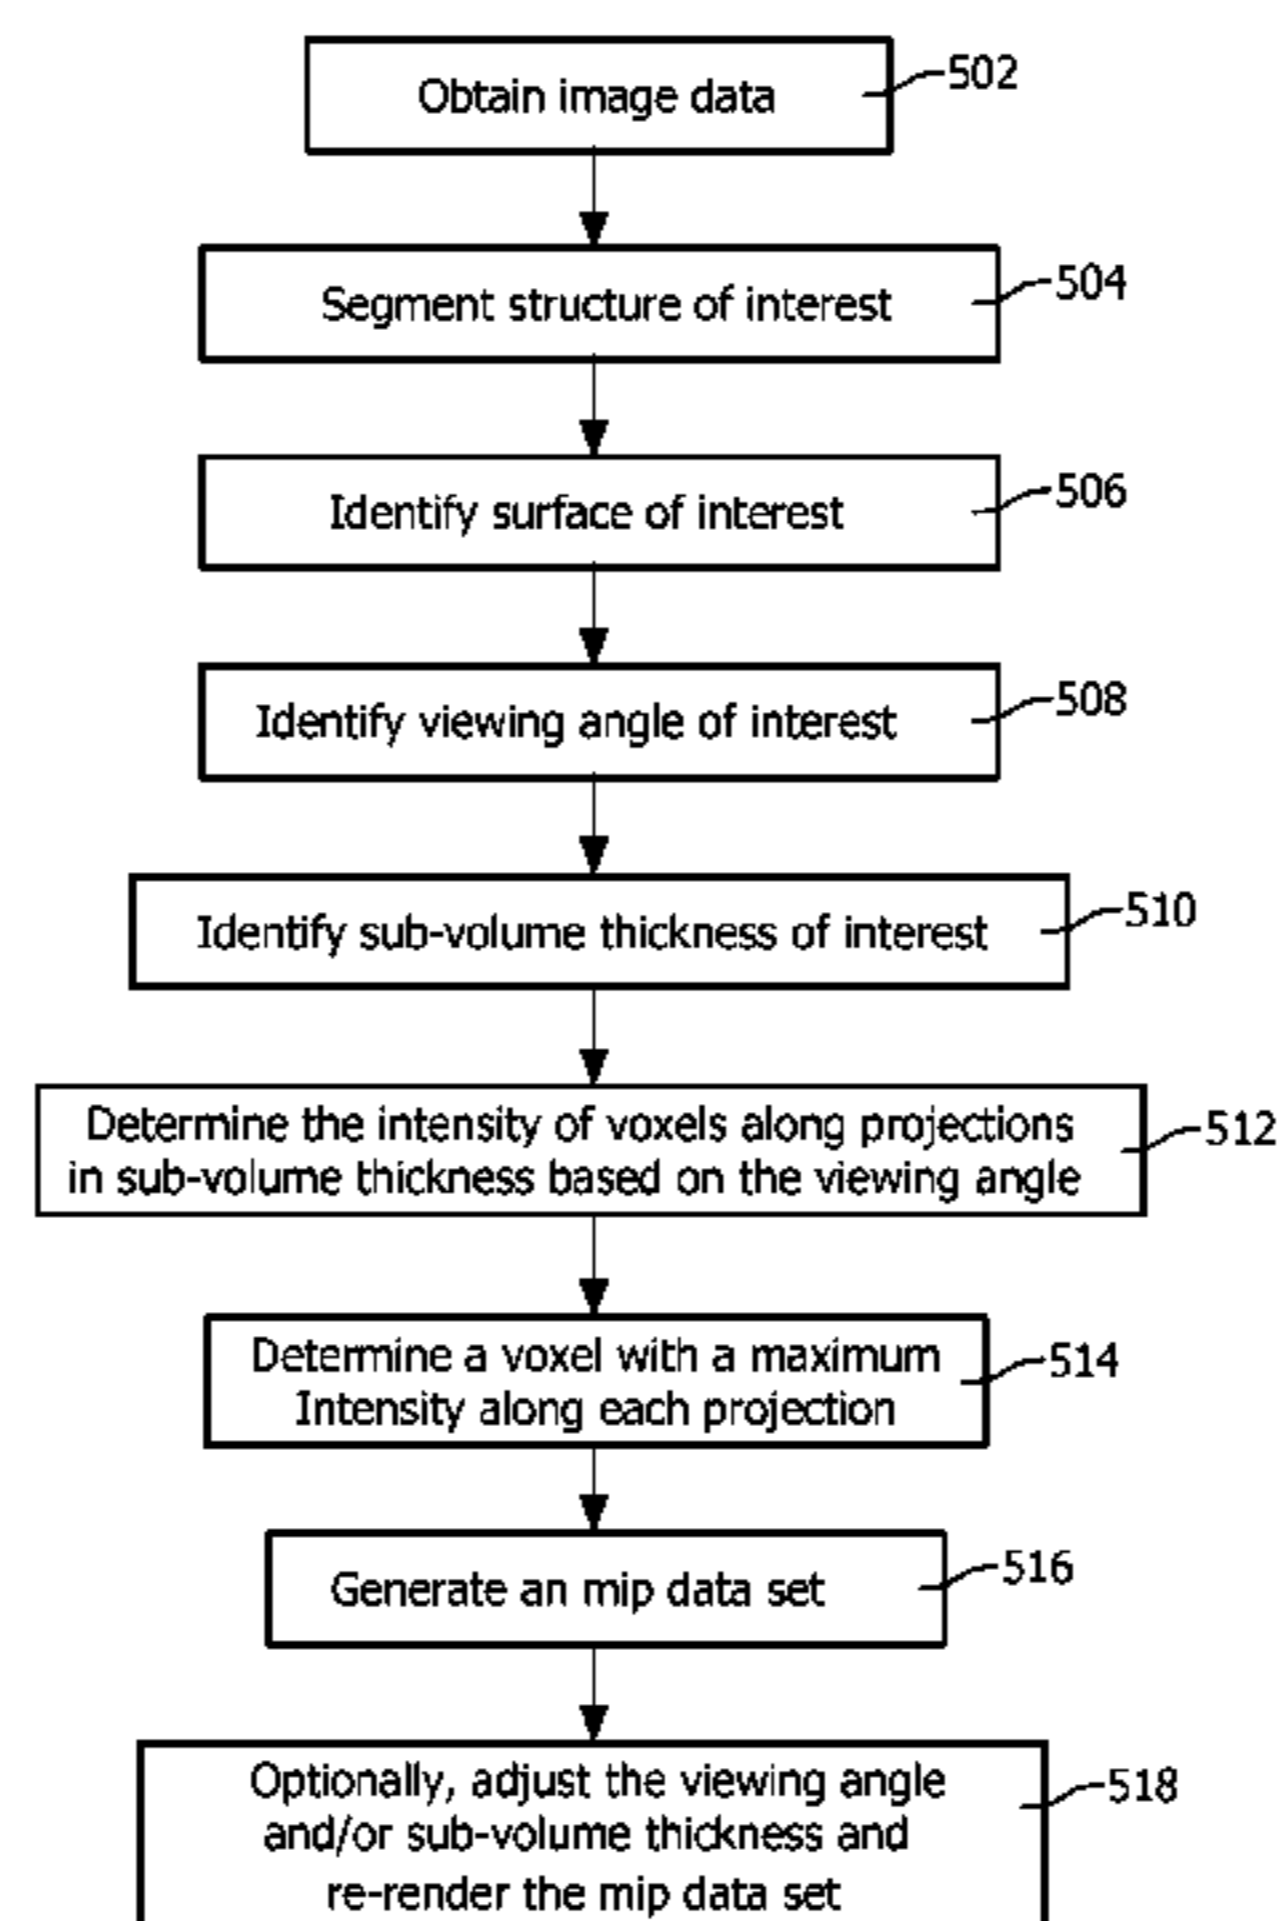 Obtain image data
502
Segment structure of interest
504
Identify surface of interest
506
Identify viewing angle of interest
508
Identify sub-volume thickness of interest
510
Determine the intensity of voxels along projections
in sub-volume thickness based on the viewing angle
512
Determine a voxel with a maximum
Intensity along each projection
514
Generate an mip data set
516
Optionally, adjust the viewing angle
and/or sub-volume thickness and
re-render the mip data set
518